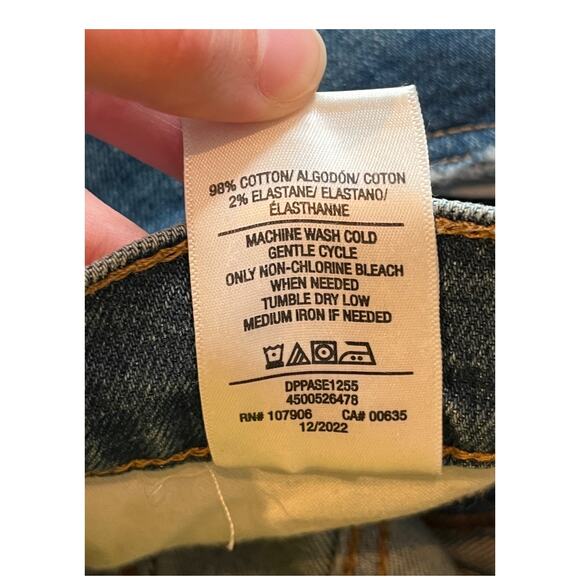 98% COTTON/ ALGODÓN/ COTON
2% ELASTANE/ ELASTANO/
ÉLASTHANNE
MACHINE WASH COLD
GENTLE CYCLE
ONLY NON-CHLORINE BLEACH
WHEN NEEDED
TUMBLE DRY LOW
MEDIUM IRON IF NEEDED
DPPASE1255
4500526478
RN# 107906 CA# 00635
12/2022